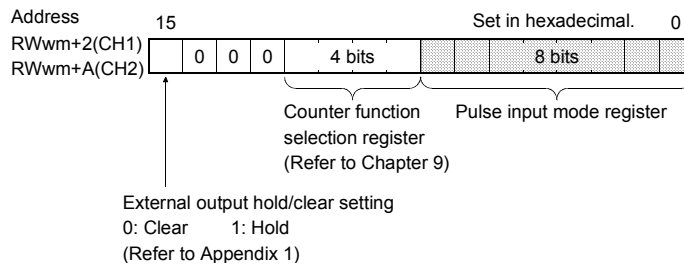 Address
15
Set in hexadecimal.
0
RWwm+2(CH1)
RWwm+A(CH2)
0 0 0 4 bits 8 bits
Counter function
selection register
(Refer to Chapter 9)
Pulse input mode register
External output hold/clear setting
0: Clear 1: Hold
(Refer to Appendix 1)